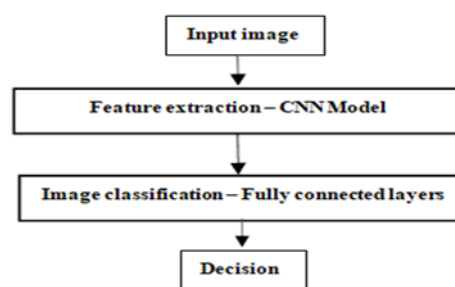 Input image
Feature extraction – CNN Model
Image classification – Fully connected layers
Decision